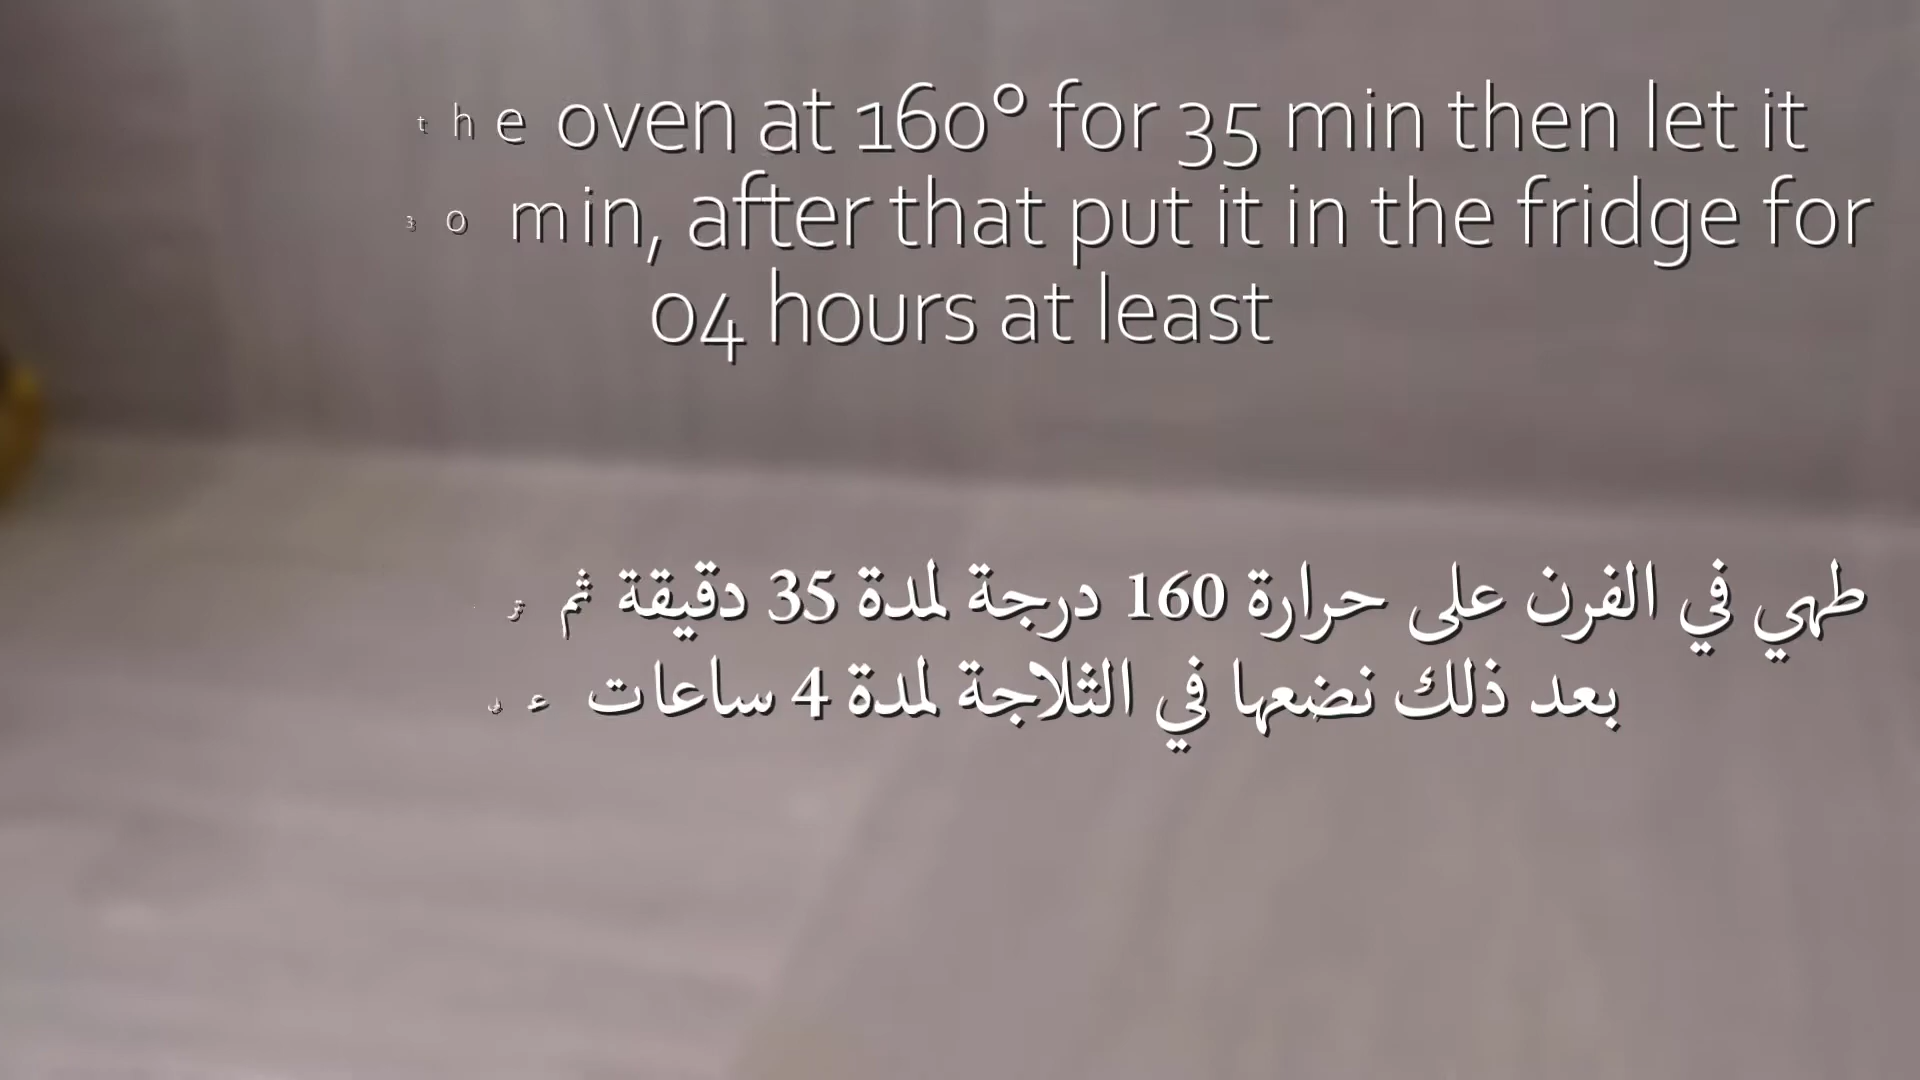 the oven at 160° for 35 min then let it
30 min, after that put it in the fridge for
04 hours at least
طهي في الفرن على حرارة 160 درجة لمدة 35 دقيقة ثم
بعد ذلك نضعها في الثلاجة لمدة 4 ساعات